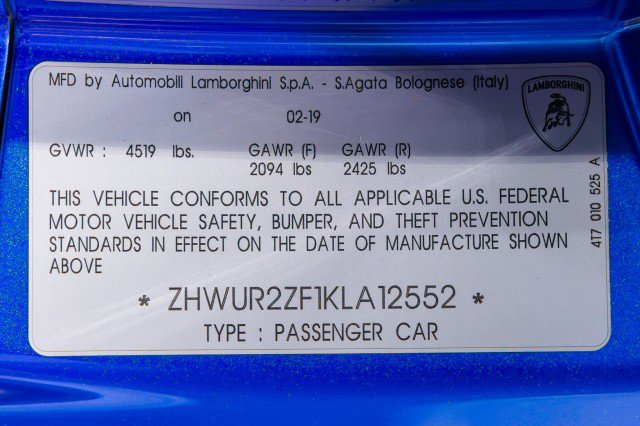 MFD by Automobili Lamborghini S.p.A. - S.Agata Bolognese (Italy)
LAMBORGHINI
on 02-19
GVWR : 4519 lbs. GAWR (F) GAWR (R)
2094 lbs 2425 lbs
THIS VEHICLE CONFORMS TO ALL APPLICABLE U.S. FEDERAL
MOTOR VEHICLE SAFETY, BUMPER, AND THEFT PREVENTION
STANDARDS IN EFFECT ON THE DATE OF MANUFACTURE SHOWN
ABOVE
* ZHWUR2ZF1KLA12552 *
TYPE : PASSENGER CAR
4T7 010 525 A